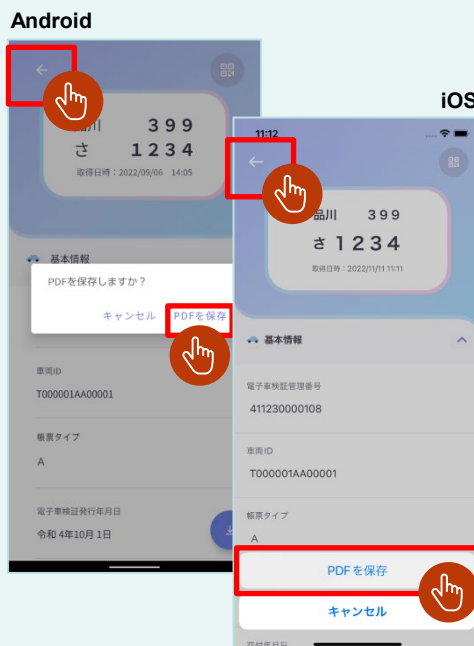 Android
399
さ 1234
取得日時:2022/09/06 14:05
基本情報
PDFを保存しますか?
キャンセル PDFを保存
車両ID
T000001AA00001
帳票タイプ
A
電子車検証発行年月日
令和 4年10月 1日
iOS
11:12
品川 399
さ 1234
取得日時:2022/11/11 11:11
基本情報
電子車検証管理番号
411230000108
車両ID
T000001AA00001
帳票タイプ
A
PDFを保存
キャンセル